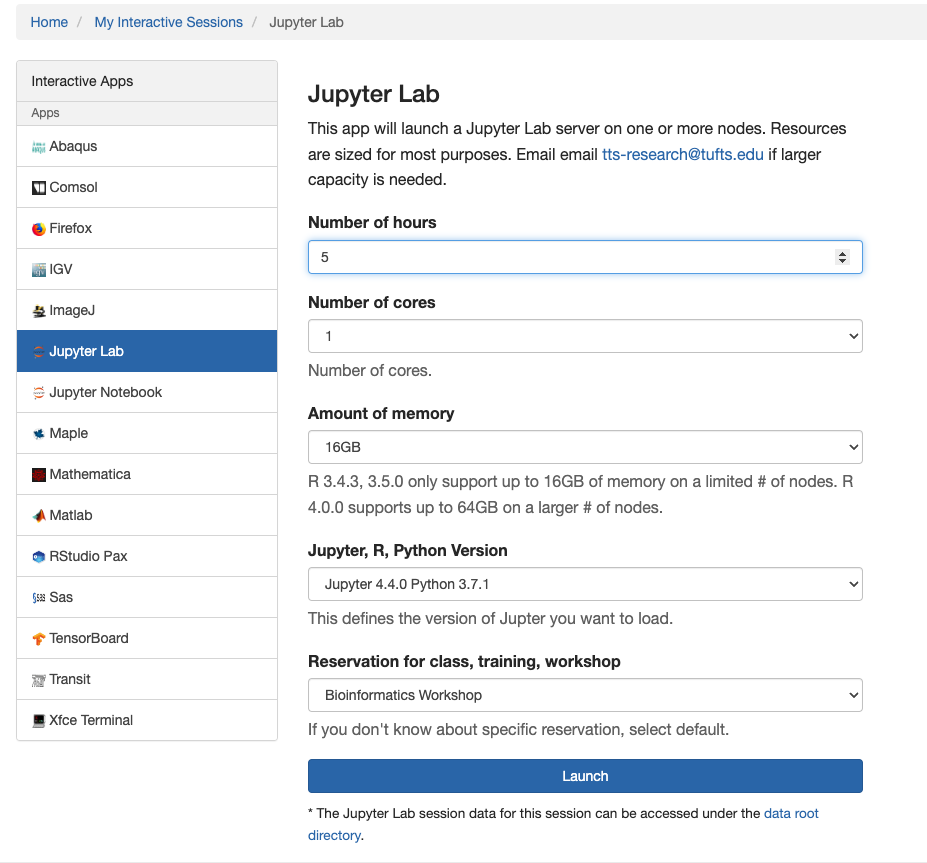 Home / My Interactive Sessions / Jupyter Lab
Interactive Apps
Apps
Abaqus
Comsol
Firefox
IGV
ImageJ
Jupyter Lab
Jupyter Notebook
Maple
Mathematica
Matlab
RStudio Pax
Sas
TensorBoard
Transit
Xfce Terminal
Jupyter Lab
This app will launch a Jupyter Lab server on one or more nodes. Resources
are sized for most purposes. Email email tts-research@tufts.edu if larger
capacity is needed.
Number of hours
5
Number of cores
1
Number of cores.
Amount of memory
16GB
R 3.4.3, 3.5.0 only support up to 16GB of memory on a limited # of nodes. R
4.0.0 supports up to 64GB on a larger # of nodes.
Jupyter, R, Python Version
Jupyter 4.4.0 Python 3.7.1
This defines the version of Jupter you want to load.
Reservation for class, training, workshop
Bioinformatics Workshop
If you don't know about specific reservation, select default.
Launch
* The Jupyter Lab session data for this session can be accessed under the data root
directory.